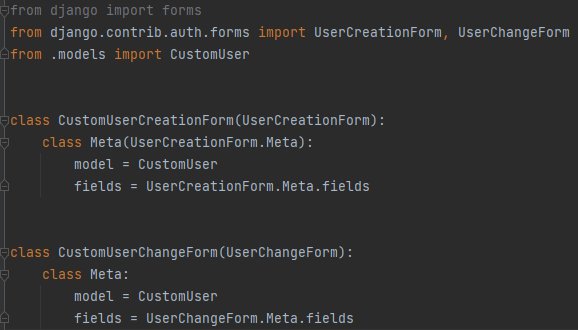 from django import forms
from django.contrib.auth.forms import UserCreationForm, UserChangeForm
from .models import CustomUser
class CustomUserCreationForm(UserCreationForm):
    class Meta(UserCreationForm.Meta):
        model = CustomUser
        fields = UserCreationForm.Meta.fields
class CustomUserChangeForm(UserChangeForm):
    class Meta:
        model = CustomUser
        fields = UserChangeForm.Meta.fields